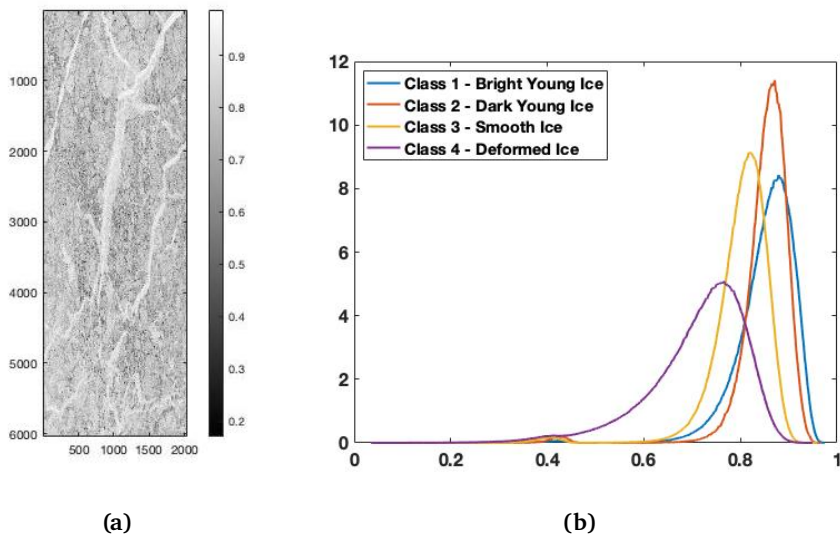 1000
2000
3000
4000
5000
6000
500 1000 1500 2000
0.9
0.8
0.7
0.6
0.5
0.4
0.3
0.2
(a)
12
10
8
6
4
2
0
0 0.2 0.4 0.6 0.8 1
Class 1 - Bright Young Ice
Class 2 - Dark Young Ice
Class 3 - Smooth Ice
Class 4 - Deformed Ice
(b)